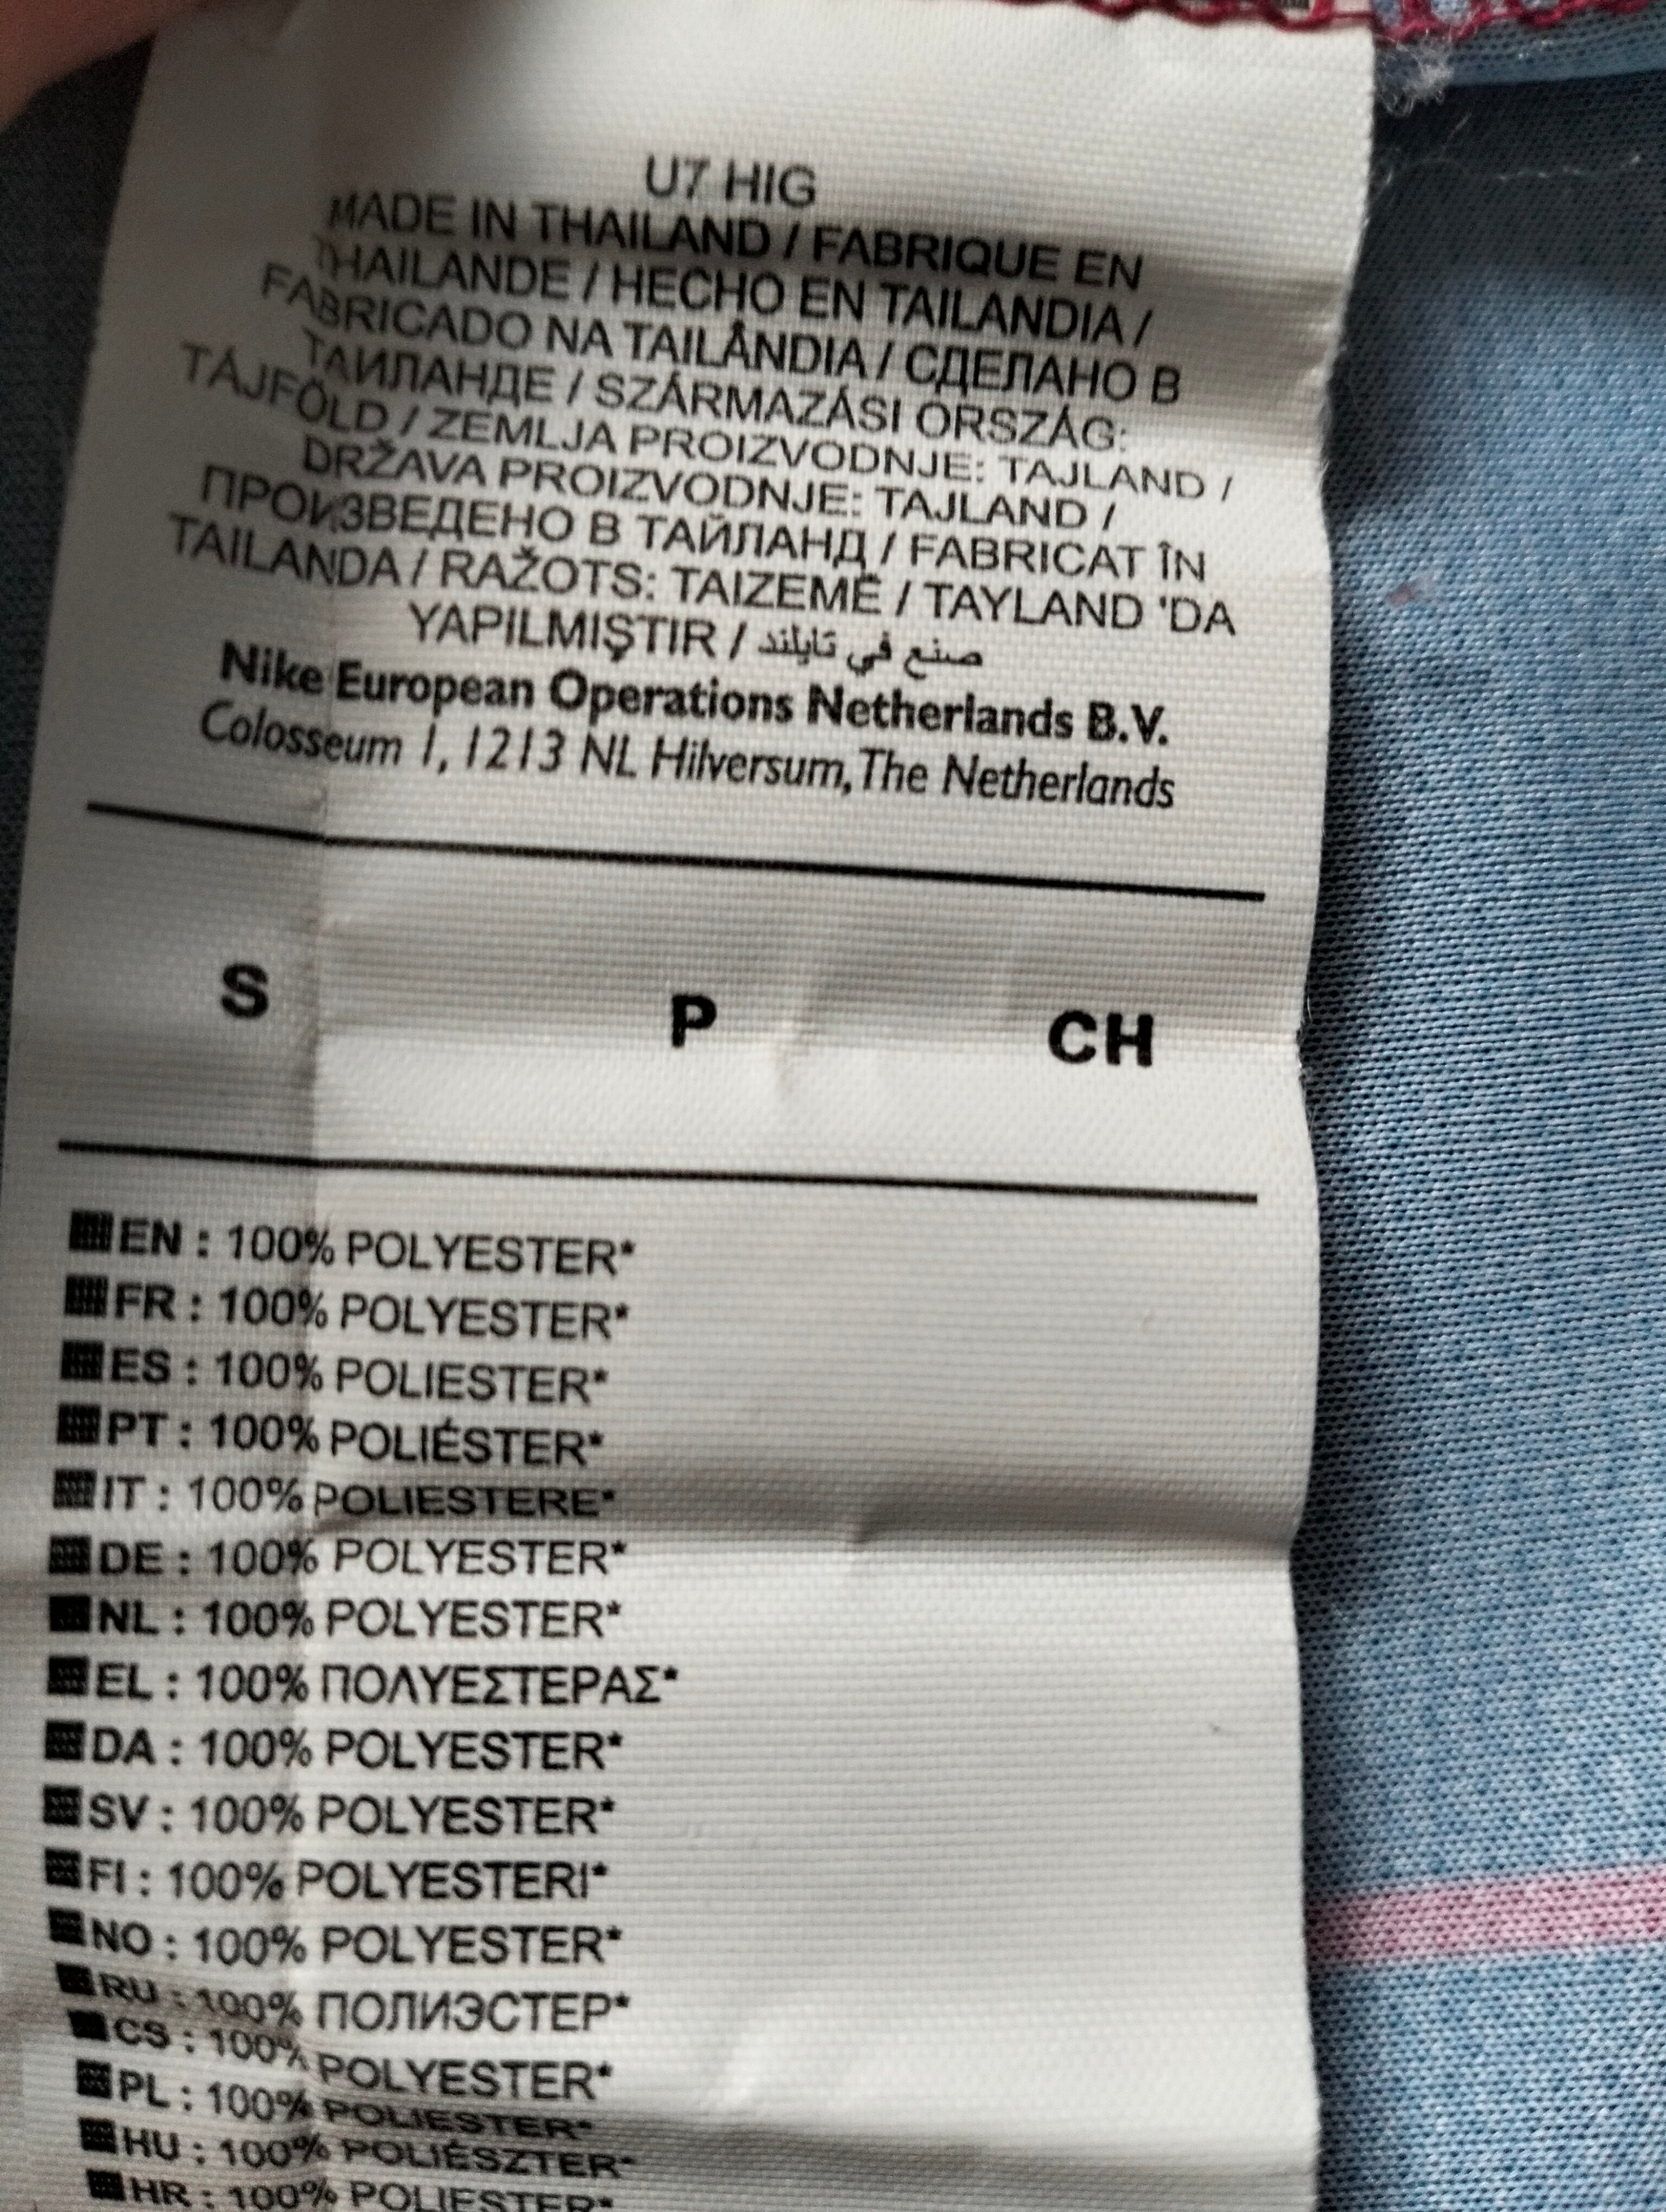 U7 HIG
MADE IN THAILAND / FABRIQUE EN
THAILANDE / HECHO EN TAILANDIA /
FABRICADO NA TAILÂNDIA / СДЕЛАНО В
ТАИЛАНДЕ / SZÁRMAZÁSI ORSZÁG:
TÁJFÖLD / ZEMLJA PROIZVODNJE: TAJLAND /
DRŽAVA PROIZVODNJE: TAJLAND /
ПРОИЗВЕДЕНО В ТАЙЛАНД / FABRICAT ÎN
TAILANDA / RAŽOTS: TAIZEMĒ / TAYLAND 'DA
YAPILMIŞTIR / صنع في تايلند
Nike European Operations Netherlands B.V.
Colosseum 1, 1213 NL Hilversum, The Netherlands
S P CH
EN : 100% POLYESTER*
FR : 100% POLYESTER*
ES : 100% POLIESTER*
PT : 100% POLIÉSTER*
IT : 100% POLIESTERE*
DE : 100% POLYESTER*
NL : 100% POLYESTER*
EL : 100% ΠΟΛΥΕΣΤΕΡΑΣ*
DA : 100% POLYESTER*
SV : 100% POLYESTER*
FI : 100% POLYESTERI*
NO : 100% POLYESTER*
RU : 100% ПОЛИЭСТЕР*
CS : 100% POLYESTER*
PL : 100% POLIESTER*
HU : 100% POLIÉSZTER*
HR : 100% POLIESTER*